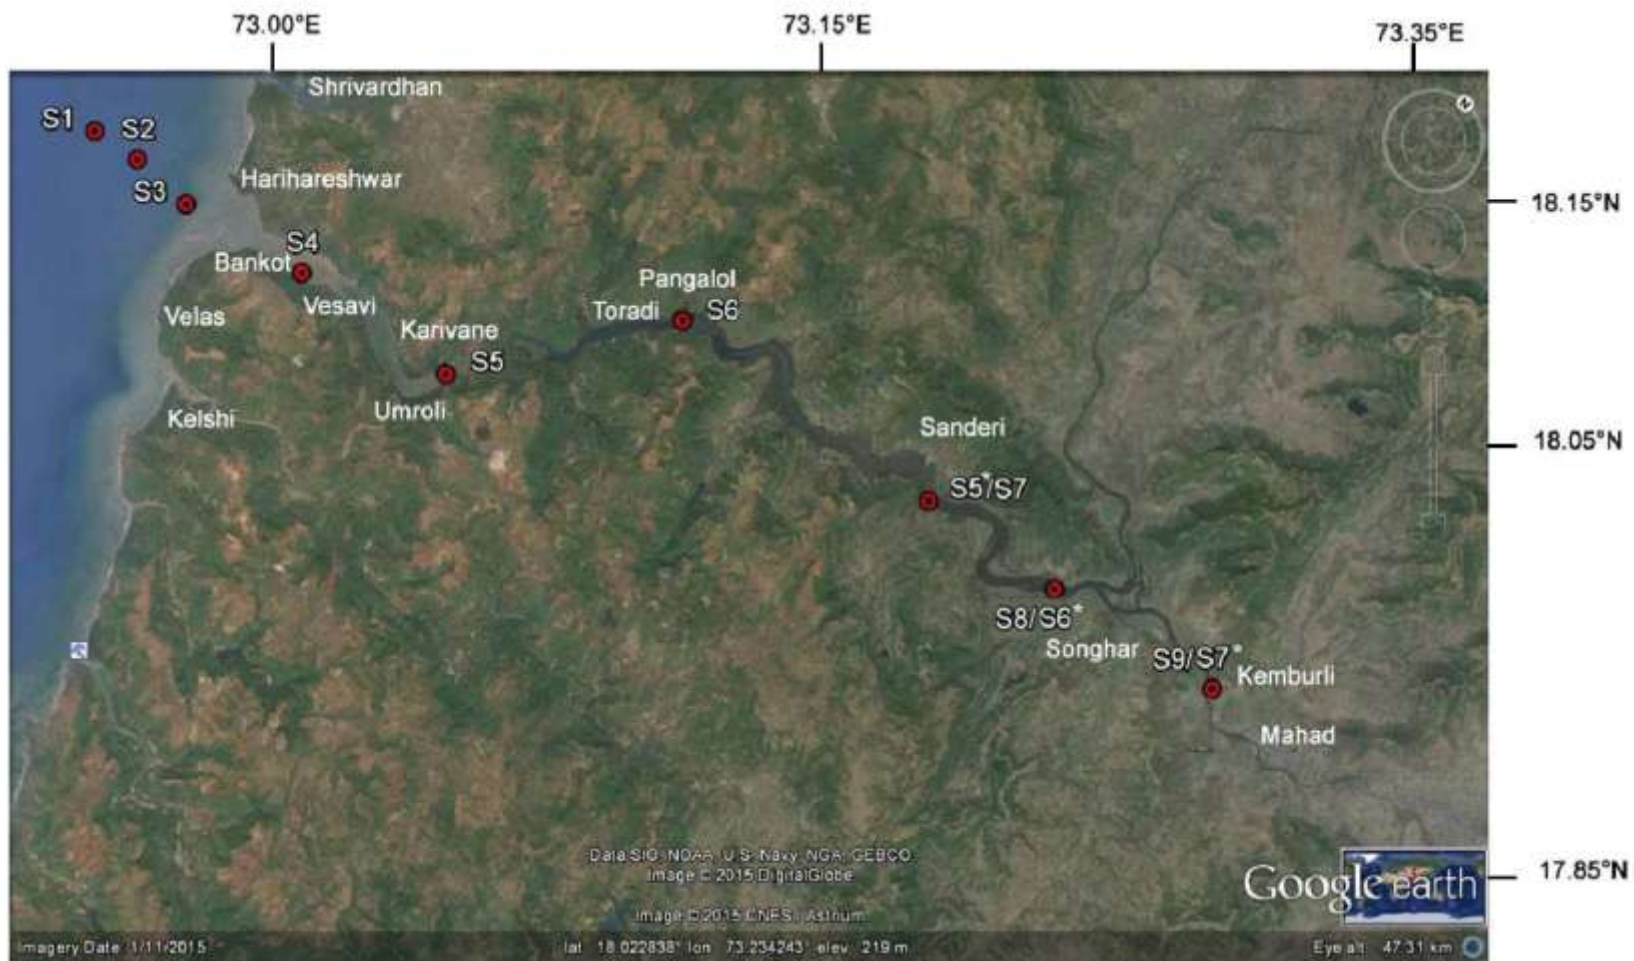 73.00°E
73.15°E
73.35°E
Shrivardhan
S1
S2
Harihareshwar
S3
18.15°N
S4
Bankot
Vesavi
Pangalol
Toradi
S6
Velas
Karivane
S5
Umroli
Kelshi
Sanderi
18.05°N
S5*/S7
S8/S6*
Songhar
S9/S7*
Kemburli
Mahad
Data SIO, NOAA, U.S. Navy, NGA, GEBCO
Image © 2015 DigitalGlobe
Google earth
17.85°N
Image © 2015 CNES / Astrium
Imagery Date: 1/11/2015
lat 18.022838° lon 73.234243° elev 219 m
Eye alt 47.31 km